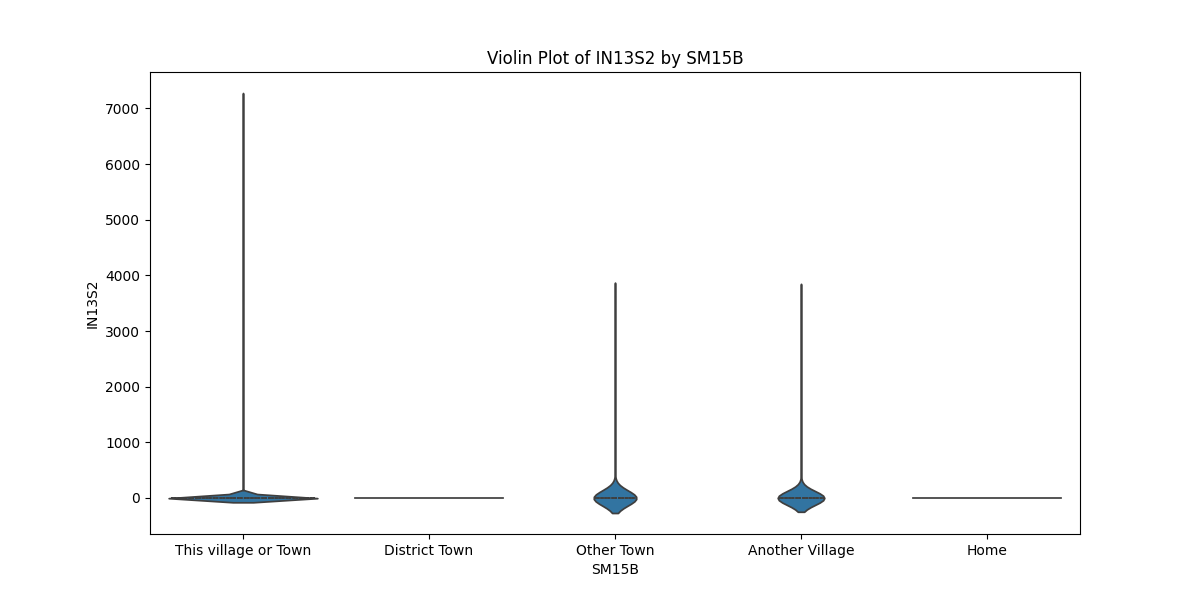 Violin Plot of IN13S2 by SM15B
IN13S2
7000
6000
5000
4000
3000
2000
1000
0
This village or Town
District Town
Other Town
Another Village
Home
SM15B